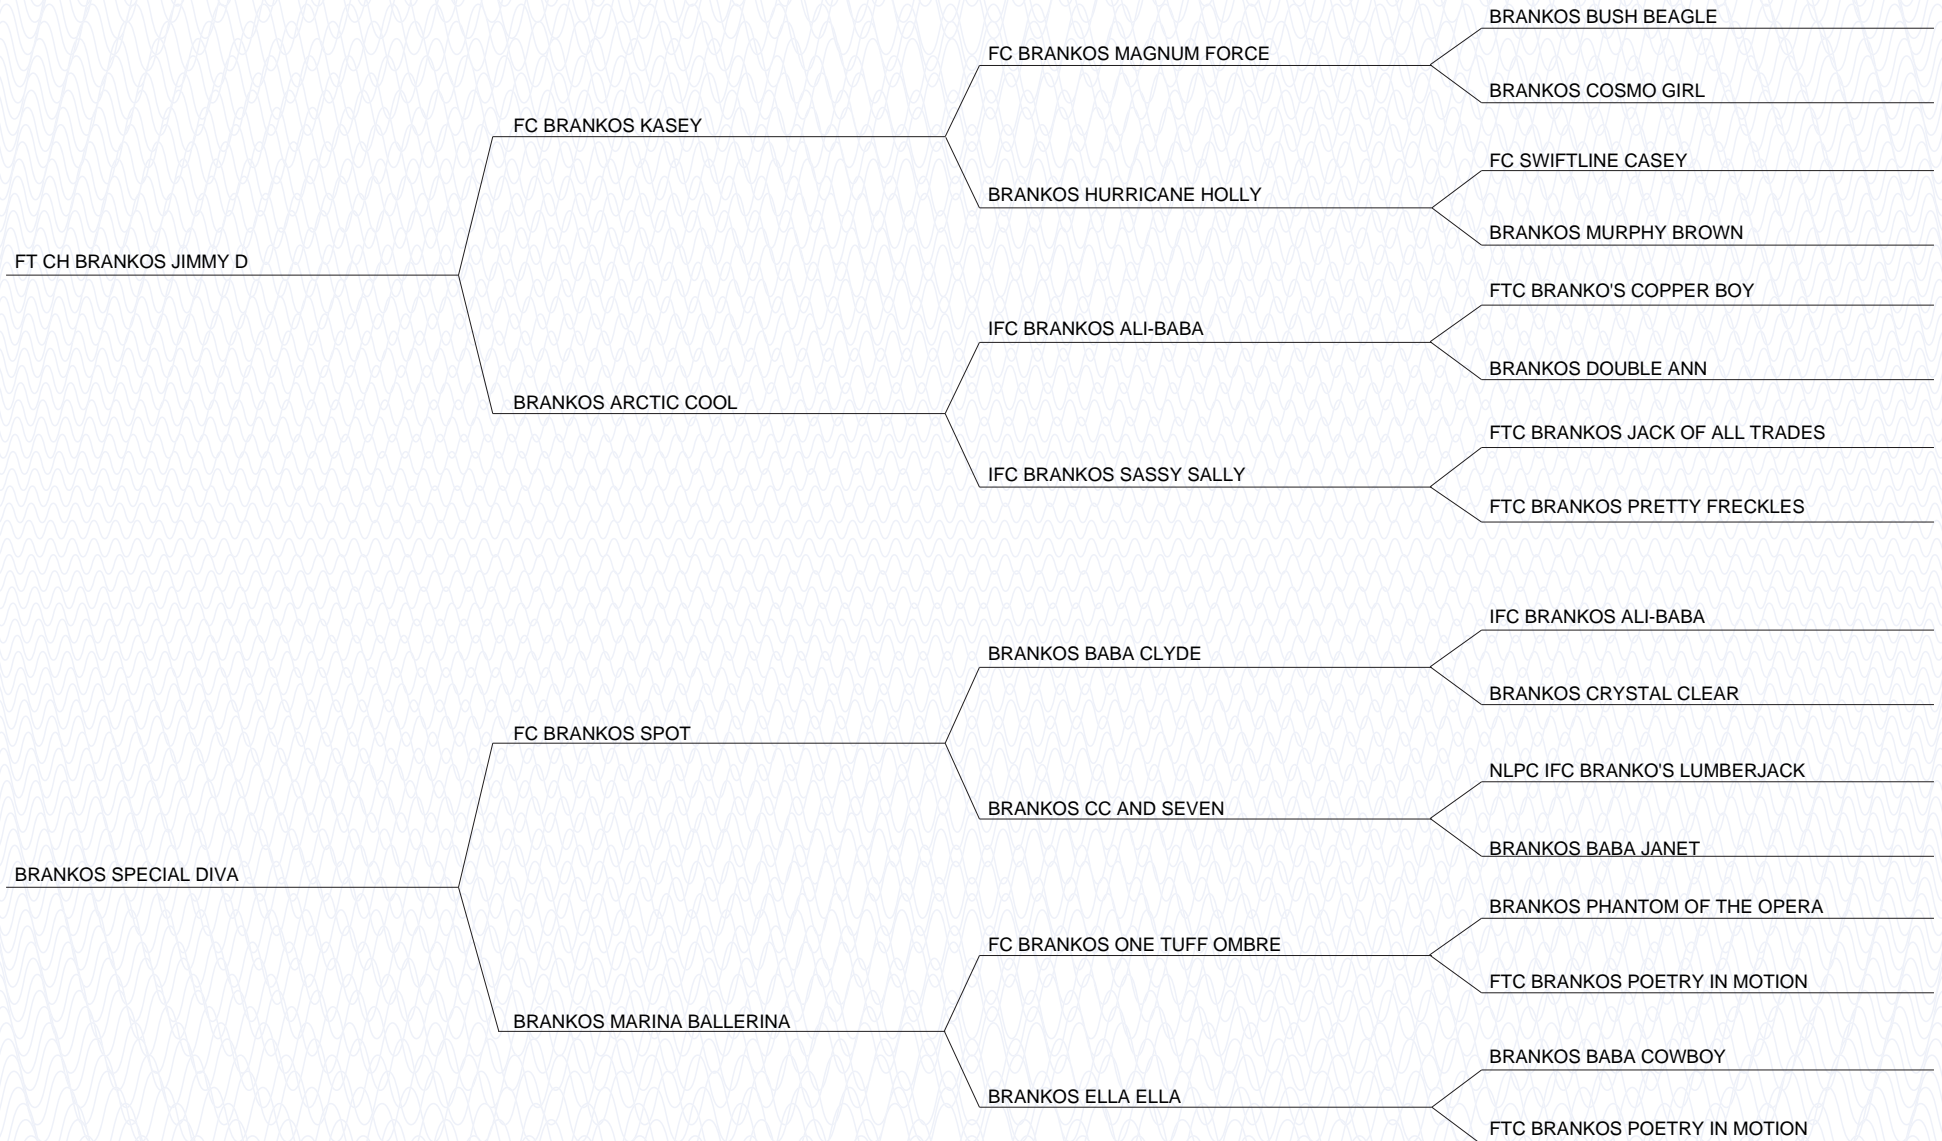 BRANKOS BUSH BEAGLE
FC BRANKOS MAGNUM FORCE
BRANKOS COSMO GIRL
FC BRANKOS KASEY
FC SWIFTLINE CASEY
BRANKOS HURRICANE HOLLY
BRANKOS MURPHY BROWN
FT CH BRANKOS JIMMY D
FTC BRANKO'S COPPER BOY
IFC BRANKOS ALI-BABA
BRANKOS DOUBLE ANN
BRANKOS ARCTIC COOL
FTC BRANKOS JACK OF ALL TRADES
IFC BRANKOS SASSY SALLY
FTC BRANKOS PRETTY FRECKLES
IFC BRANKOS ALI-BABA
BRANKOS BABA CLYDE
BRANKOS CRYSTAL CLEAR
FC BRANKOS SPOT
NLPC IFC BRANKO'S LUMBERJACK
BRANKOS CC AND SEVEN
BRANKOS BABA JANET
BRANKOS SPECIAL DIVA
BRANKOS PHANTOM OF THE OPERA
FC BRANKOS ONE TUFF OMBRE
FTC BRANKOS POETRY IN MOTION
BRANKOS MARINA BALLERINA
BRANKOS BABA COWBOY
BRANKOS ELLA ELLA
FTC BRANKOS POETRY IN MOTION